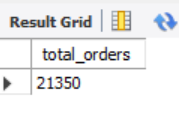 Result Grid
total_orders
21350